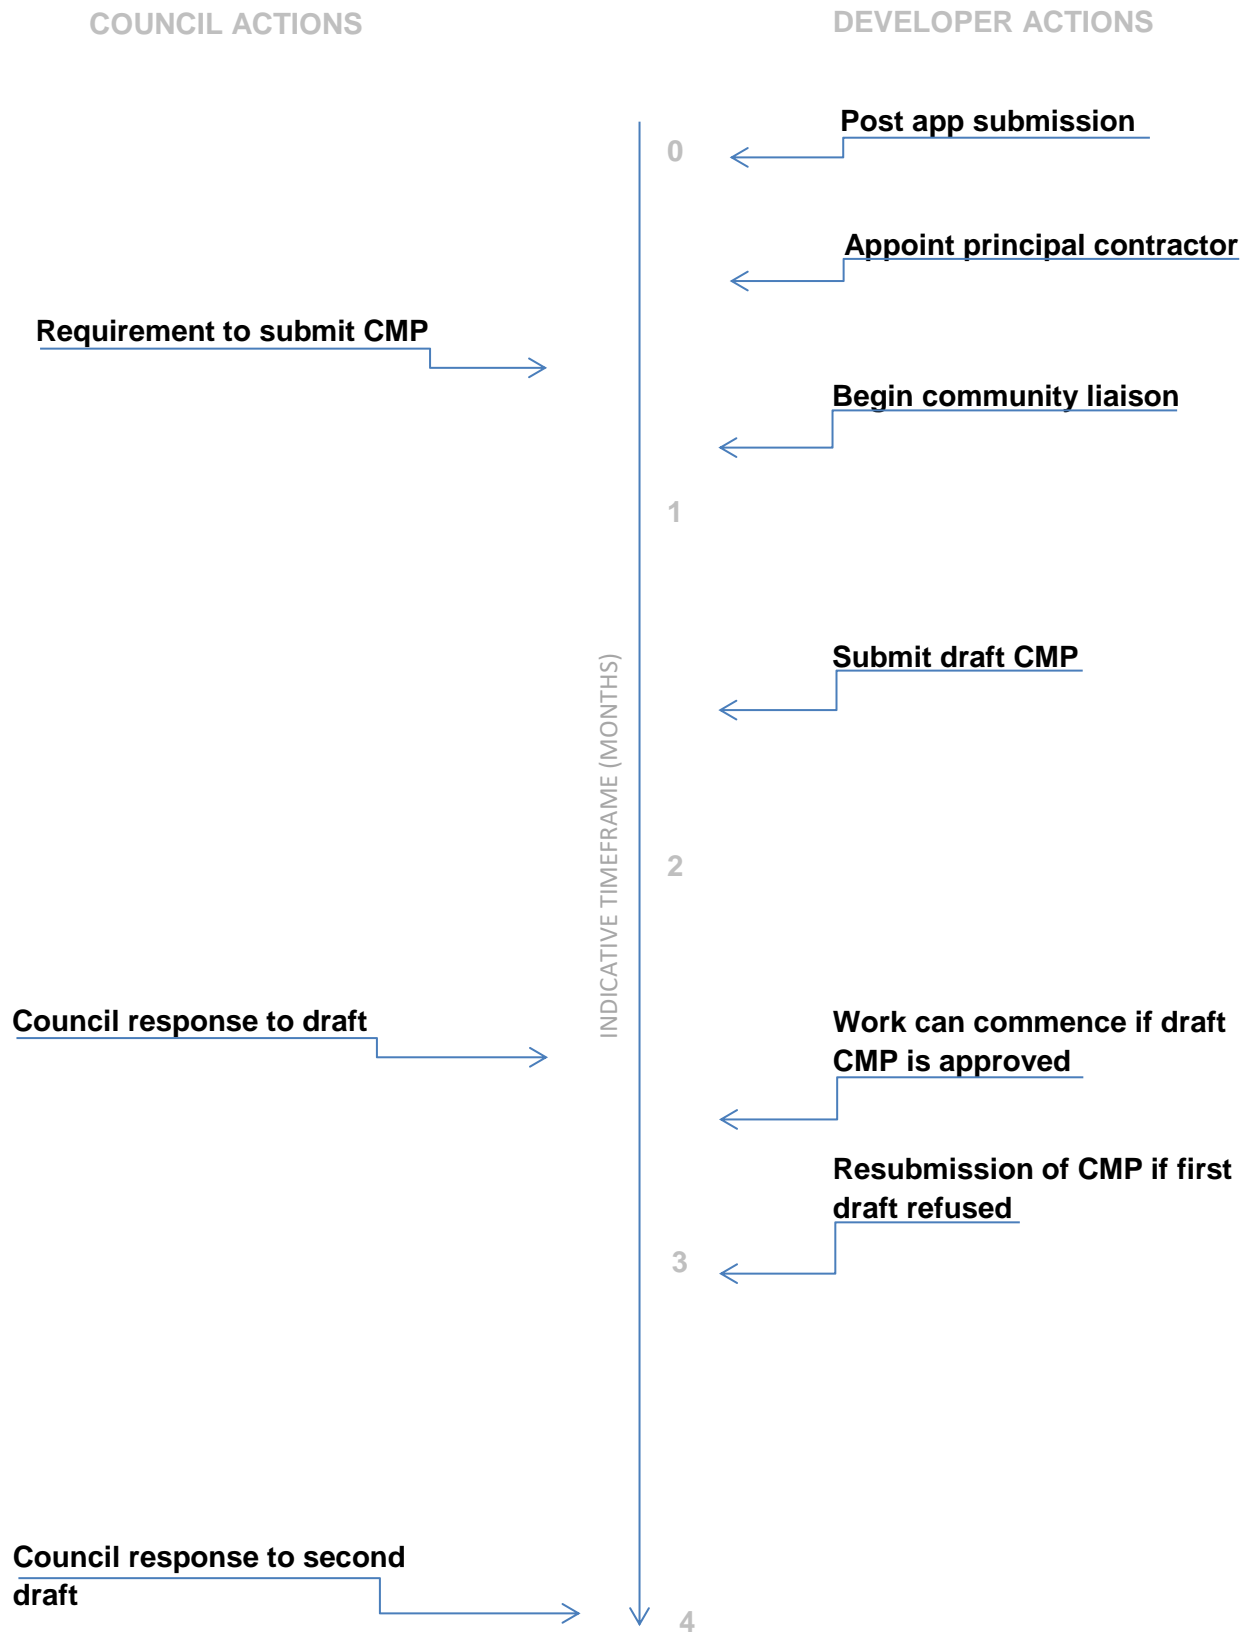 COUNCIL ACTIONS
DEVELOPER ACTIONS
Post app submission
0
Appoint principal contractor
Requirement to submit CMP
Begin community liaison
1
Submit draft CMP
INDICATIVE TIMEFRAME (MONTHS)
2
Council response to draft
Work can commence if draft
CMP is approved
Resubmission of CMP if first
draft refused
3
Council response to second
draft
4